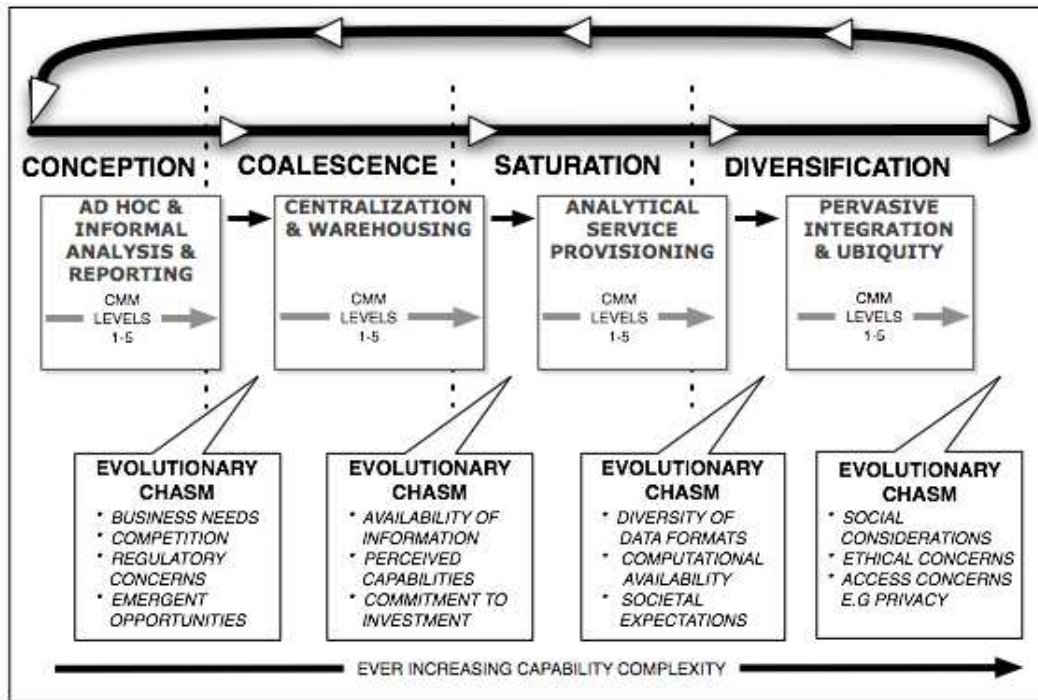 CONCEPTION
COALESCENCE
SATURATION
DIVERSIFICATION
AD HOC &
INFORMAL
ANALYSIS &
REPORTING
CMM
LEVELS
1-5
CENTRALIZATION
& WAREHOUSING
CMM
LEVELS
1-5
ANALYTICAL
SERVICE
PROVISIONING
CMM
LEVELS
1-5
PERVASIVE
INTEGRATION
& UBIQUITY
CMM
LEVELS
1-5
EVOLUTIONARY
CHASM
* BUSINESS NEEDS
* COMPETITION
* REGULATORY
CONCERNS
* EMERGENT
OPPORTUNITIES
EVOLUTIONARY
CHASM
* AVAILABILITY OF
INFORMATION
* PERCEIVED
CAPABILITIES
* COMMITMENT TO
INVESTMENT
EVOLUTIONARY
CHASM
* DIVERSITY OF
DATA FORMATS
* COMPUTATIONAL
AVAILABILITY
* SOCIETAL
EXPECTATIONS
EVOLUTIONARY
CHASM
* SOCIAL
CONSIDERATIONS
* ETHICAL CONCERNS
* ACCESS CONCERNS
E.G PRIVACY
EVER INCREASING CAPABILITY COMPLEXITY